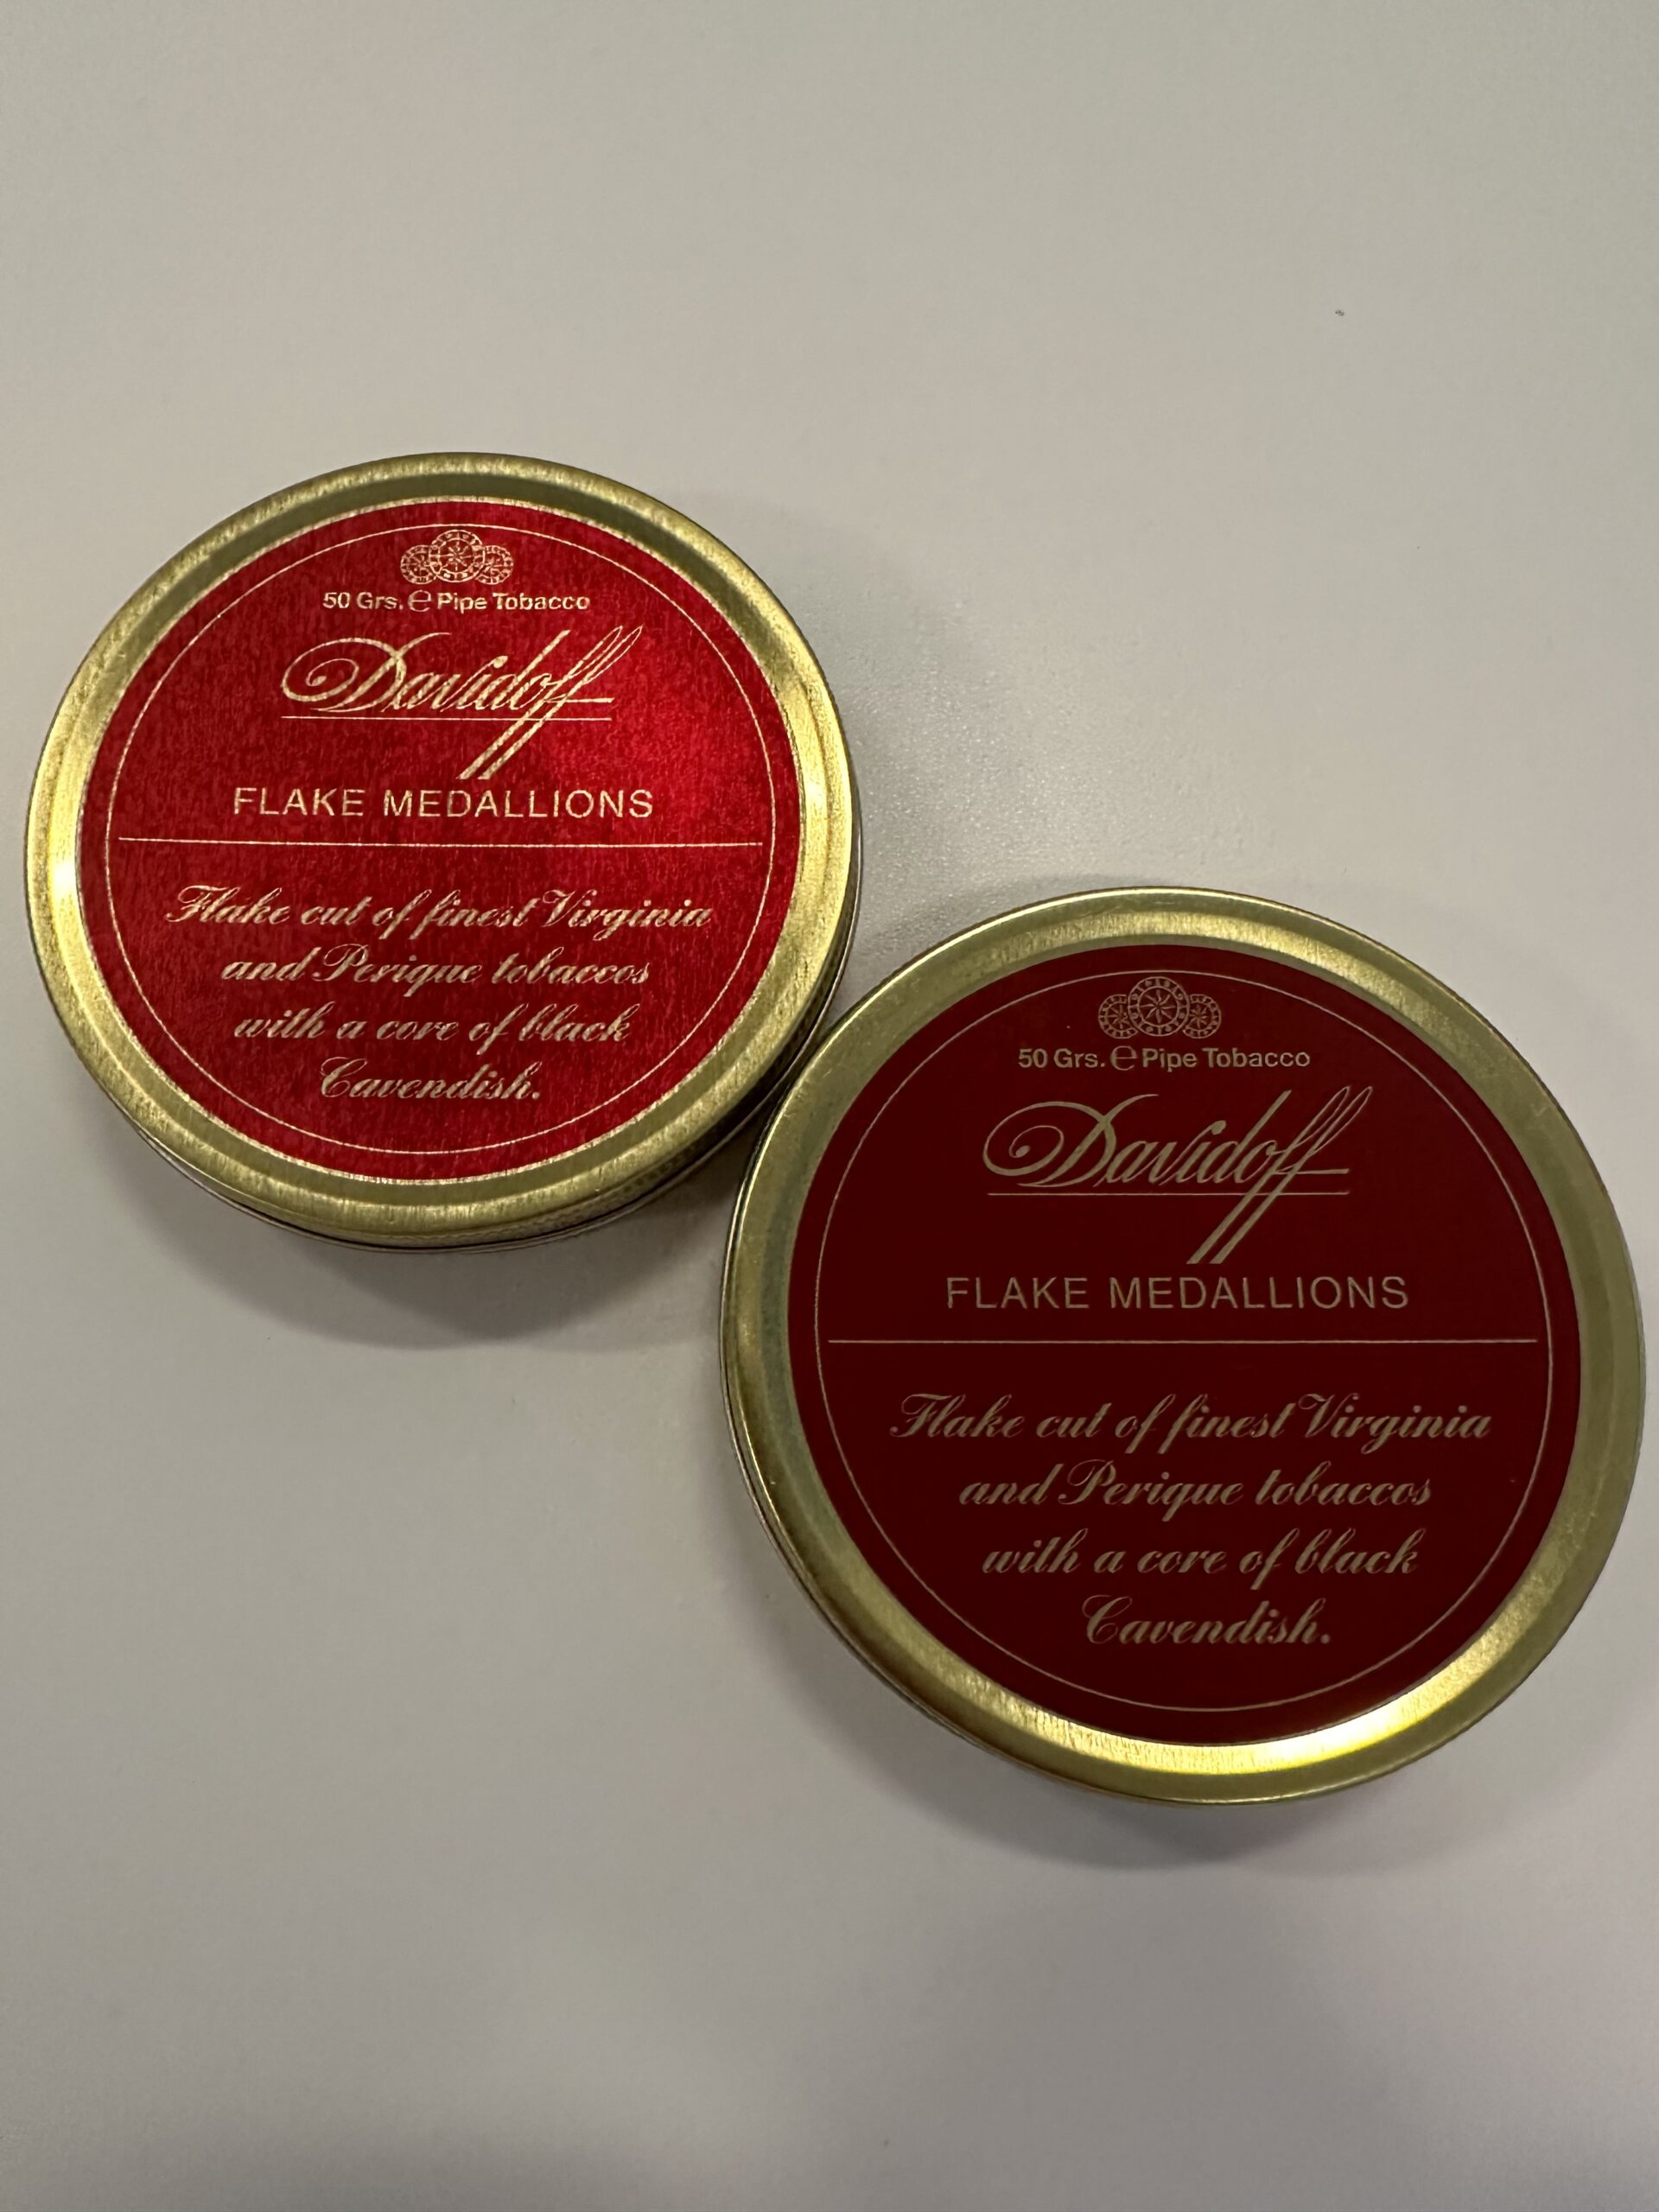 50 Grs. ℮ Pipe Tobacco
Davidoff
FLAKE MEDALLIONS
Flake cut of finest Virginia
and Perique tobaccos
with a core of black
Cavendish.
50 Grs. ℮ Pipe Tobacco
Davidoff
FLAKE MEDALLIONS
Flake cut of finest Virginia
and Perique tobaccos
with a core of black
Cavendish.